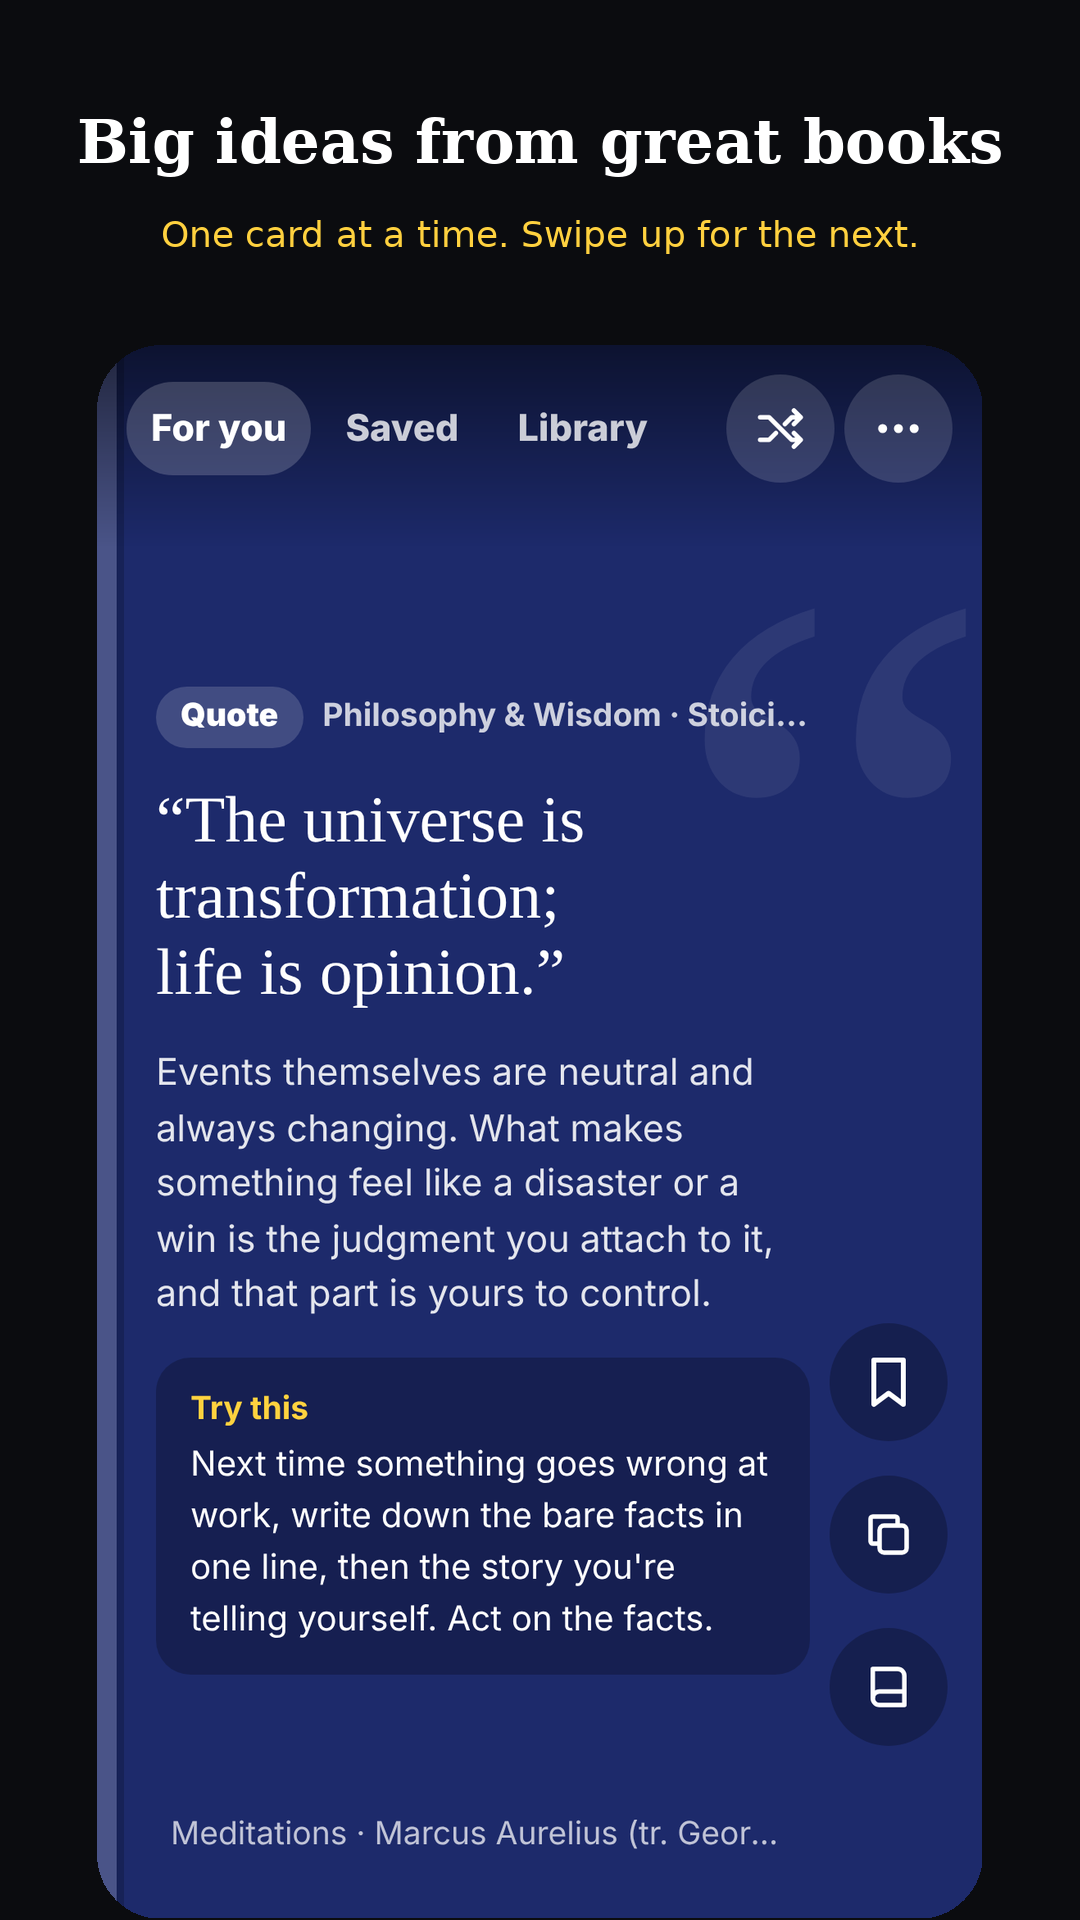 Big ideas from great books
One card at a time. Swipe up for the next.
For you Saved Library
Quote Philosophy & Wisdom · Stoici...
“The universe is
transformation;
life is opinion.”
Events themselves are neutral and
always changing. What makes
something feel like a disaster or a
win is the judgment you attach to it,
and that part is yours to control.
Try this
Next time something goes wrong at
work, write down the bare facts in
one line, then the story you're
telling yourself. Act on the facts.
Meditations · Marcus Aurelius (tr. Geor...